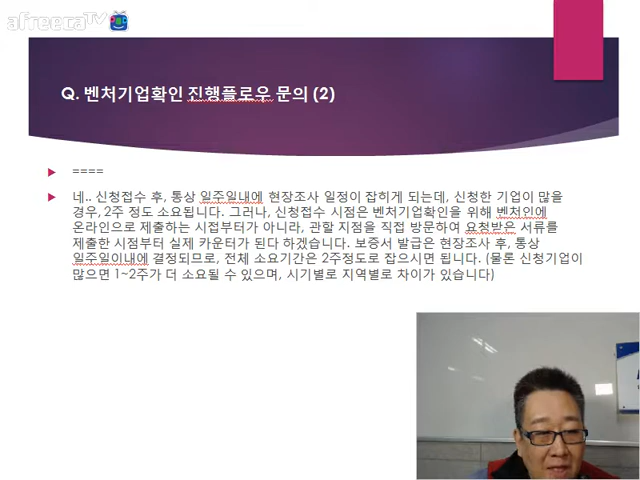 afreecaTV
Q. 벤처기업확인 진행플로우 문의 (2)
====
네.. 신청접수 후, 통상 일주일내에 현장조사 일정이 잡히게 되는데, 신청한 기업이 많을
경우, 2주 정도 소요됩니다. 그러나, 신청접수 시점은 벤처기업확인을 위해 벤처인에
온라인으로 제출하는 시접부터가 아니라, 관할 지점을 직접 방문하여 요청받은 서류를
제출한 시점부터 실제 카운터가 된다 하겠습니다. 보증서 발급은 현장조사 후, 통상
일주일이내에 결정되므로, 전체 소요기간은 2주정도로 잡으시면 됩니다. (물론 신청기업이
많으면 1~2주가 더 소요될 수 있으며, 시기별로 지역별로 차이가 있습니다)